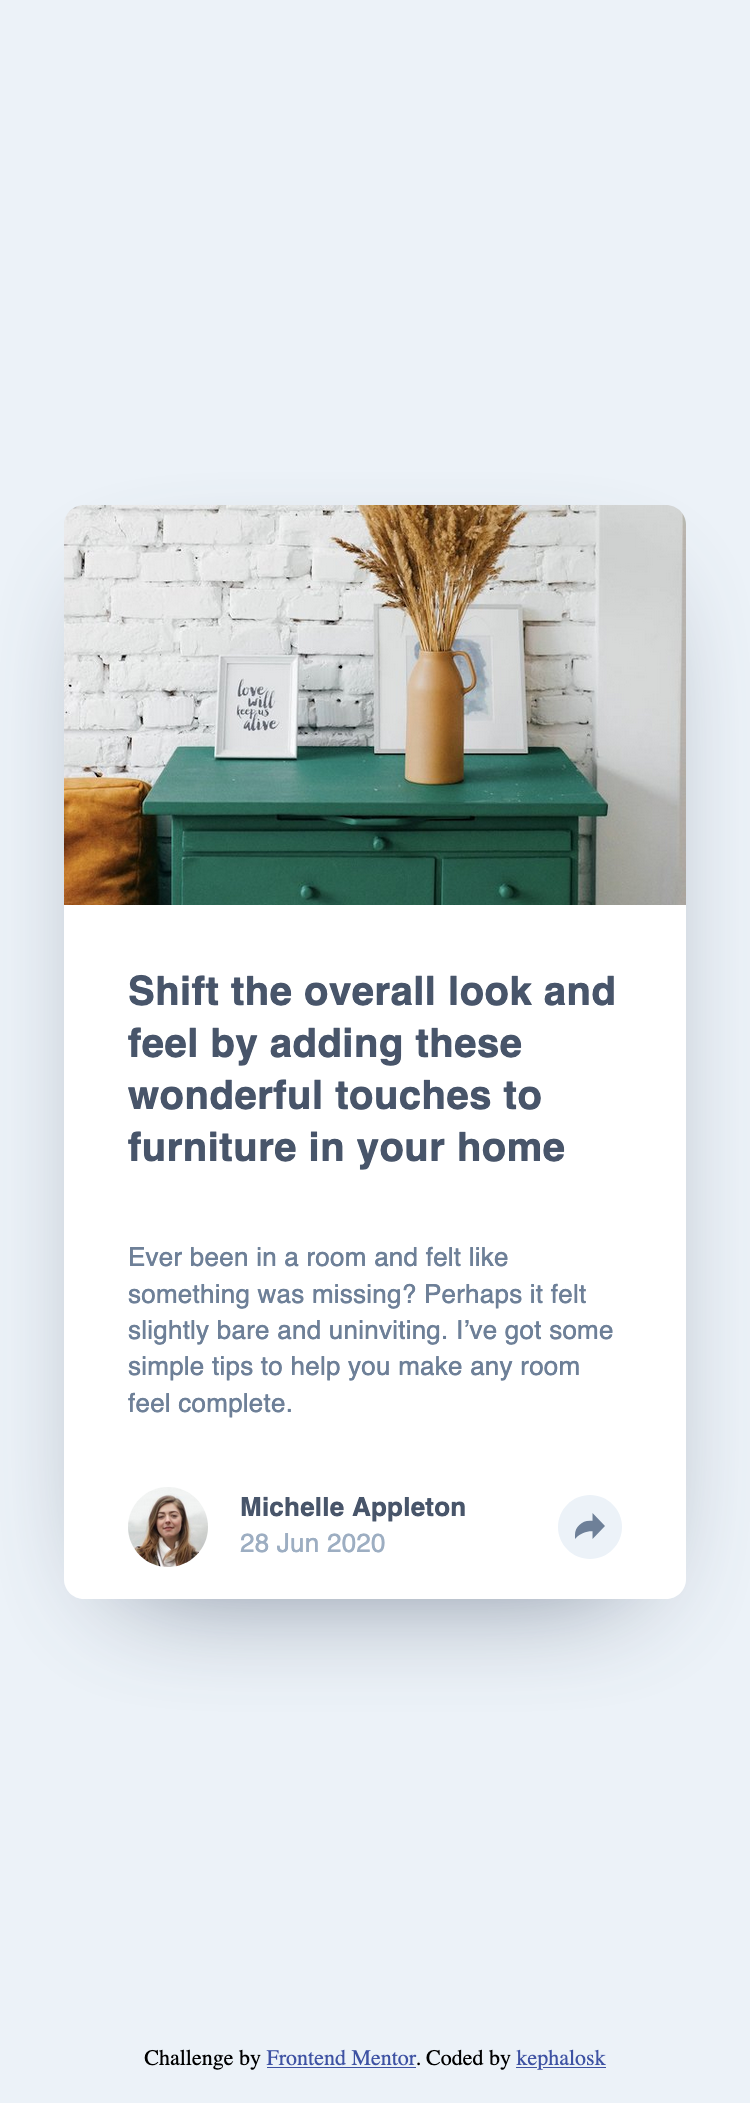 love
will
keep us
alive
Shift the overall look and
feel by adding these
wonderful touches to
furniture in your home
Ever been in a room and felt like
something was missing? Perhaps it felt
slightly bare and uninviting. I’ve got some
simple tips to help you make any room
feel complete.
Michelle Appleton
28 Jun 2020
Challenge by Frontend Mentor. Coded by kephalosk